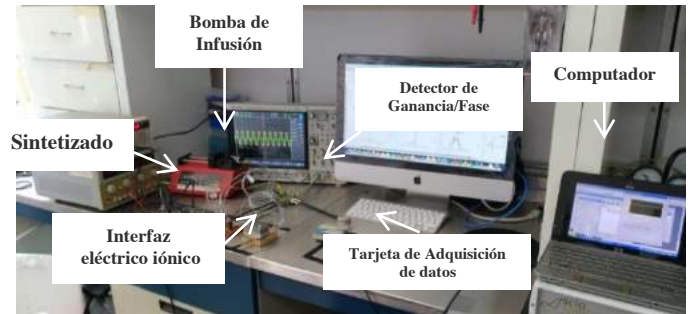 Bomba de
Infusión
Detector de
Ganancia/Fase
Computador
Sintetizado
Interfaz
eléctrico iónico
Tarjeta de Adquisición
de datos